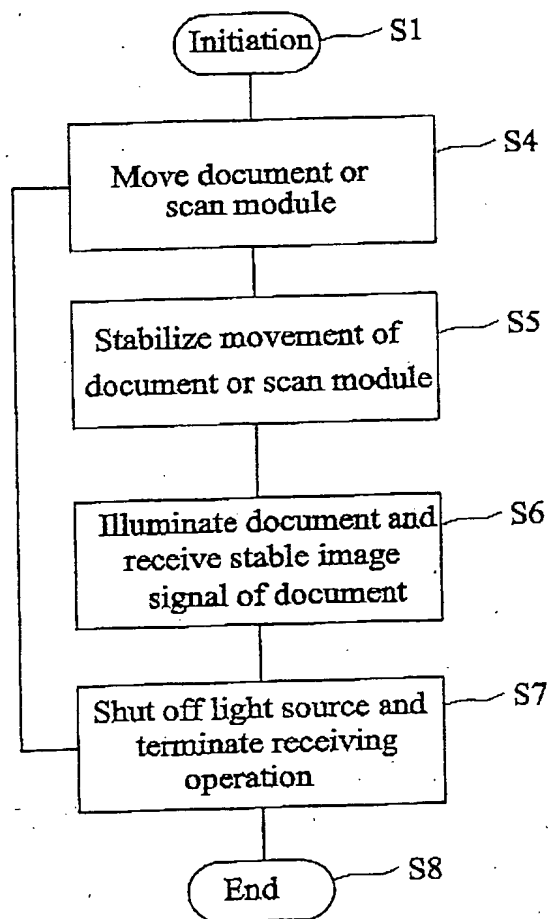 Initiation
S1
S4
Move document or
scan module
S5
Stabilize movement of
document or scan module
S6
Illuminate document and
receive stable image
signal of document
S7
Shut off light source and
terminate receiving
operation
S8
End